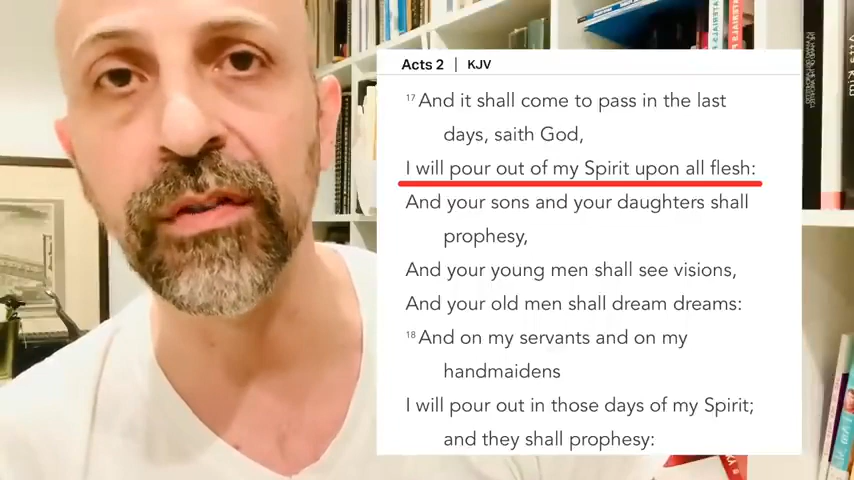 Acts 2 | KJV
17 And it shall come to pass in the last
days, saith God,
I will pour out of my Spirit upon all flesh:
And your sons and your daughters shall
prophesy,
And your young men shall see visions,
And your old men shall dream dreams:
18 And on my servants and on my
handmaidens
I will pour out in those days of my Spirit;
and they shall prophesy: